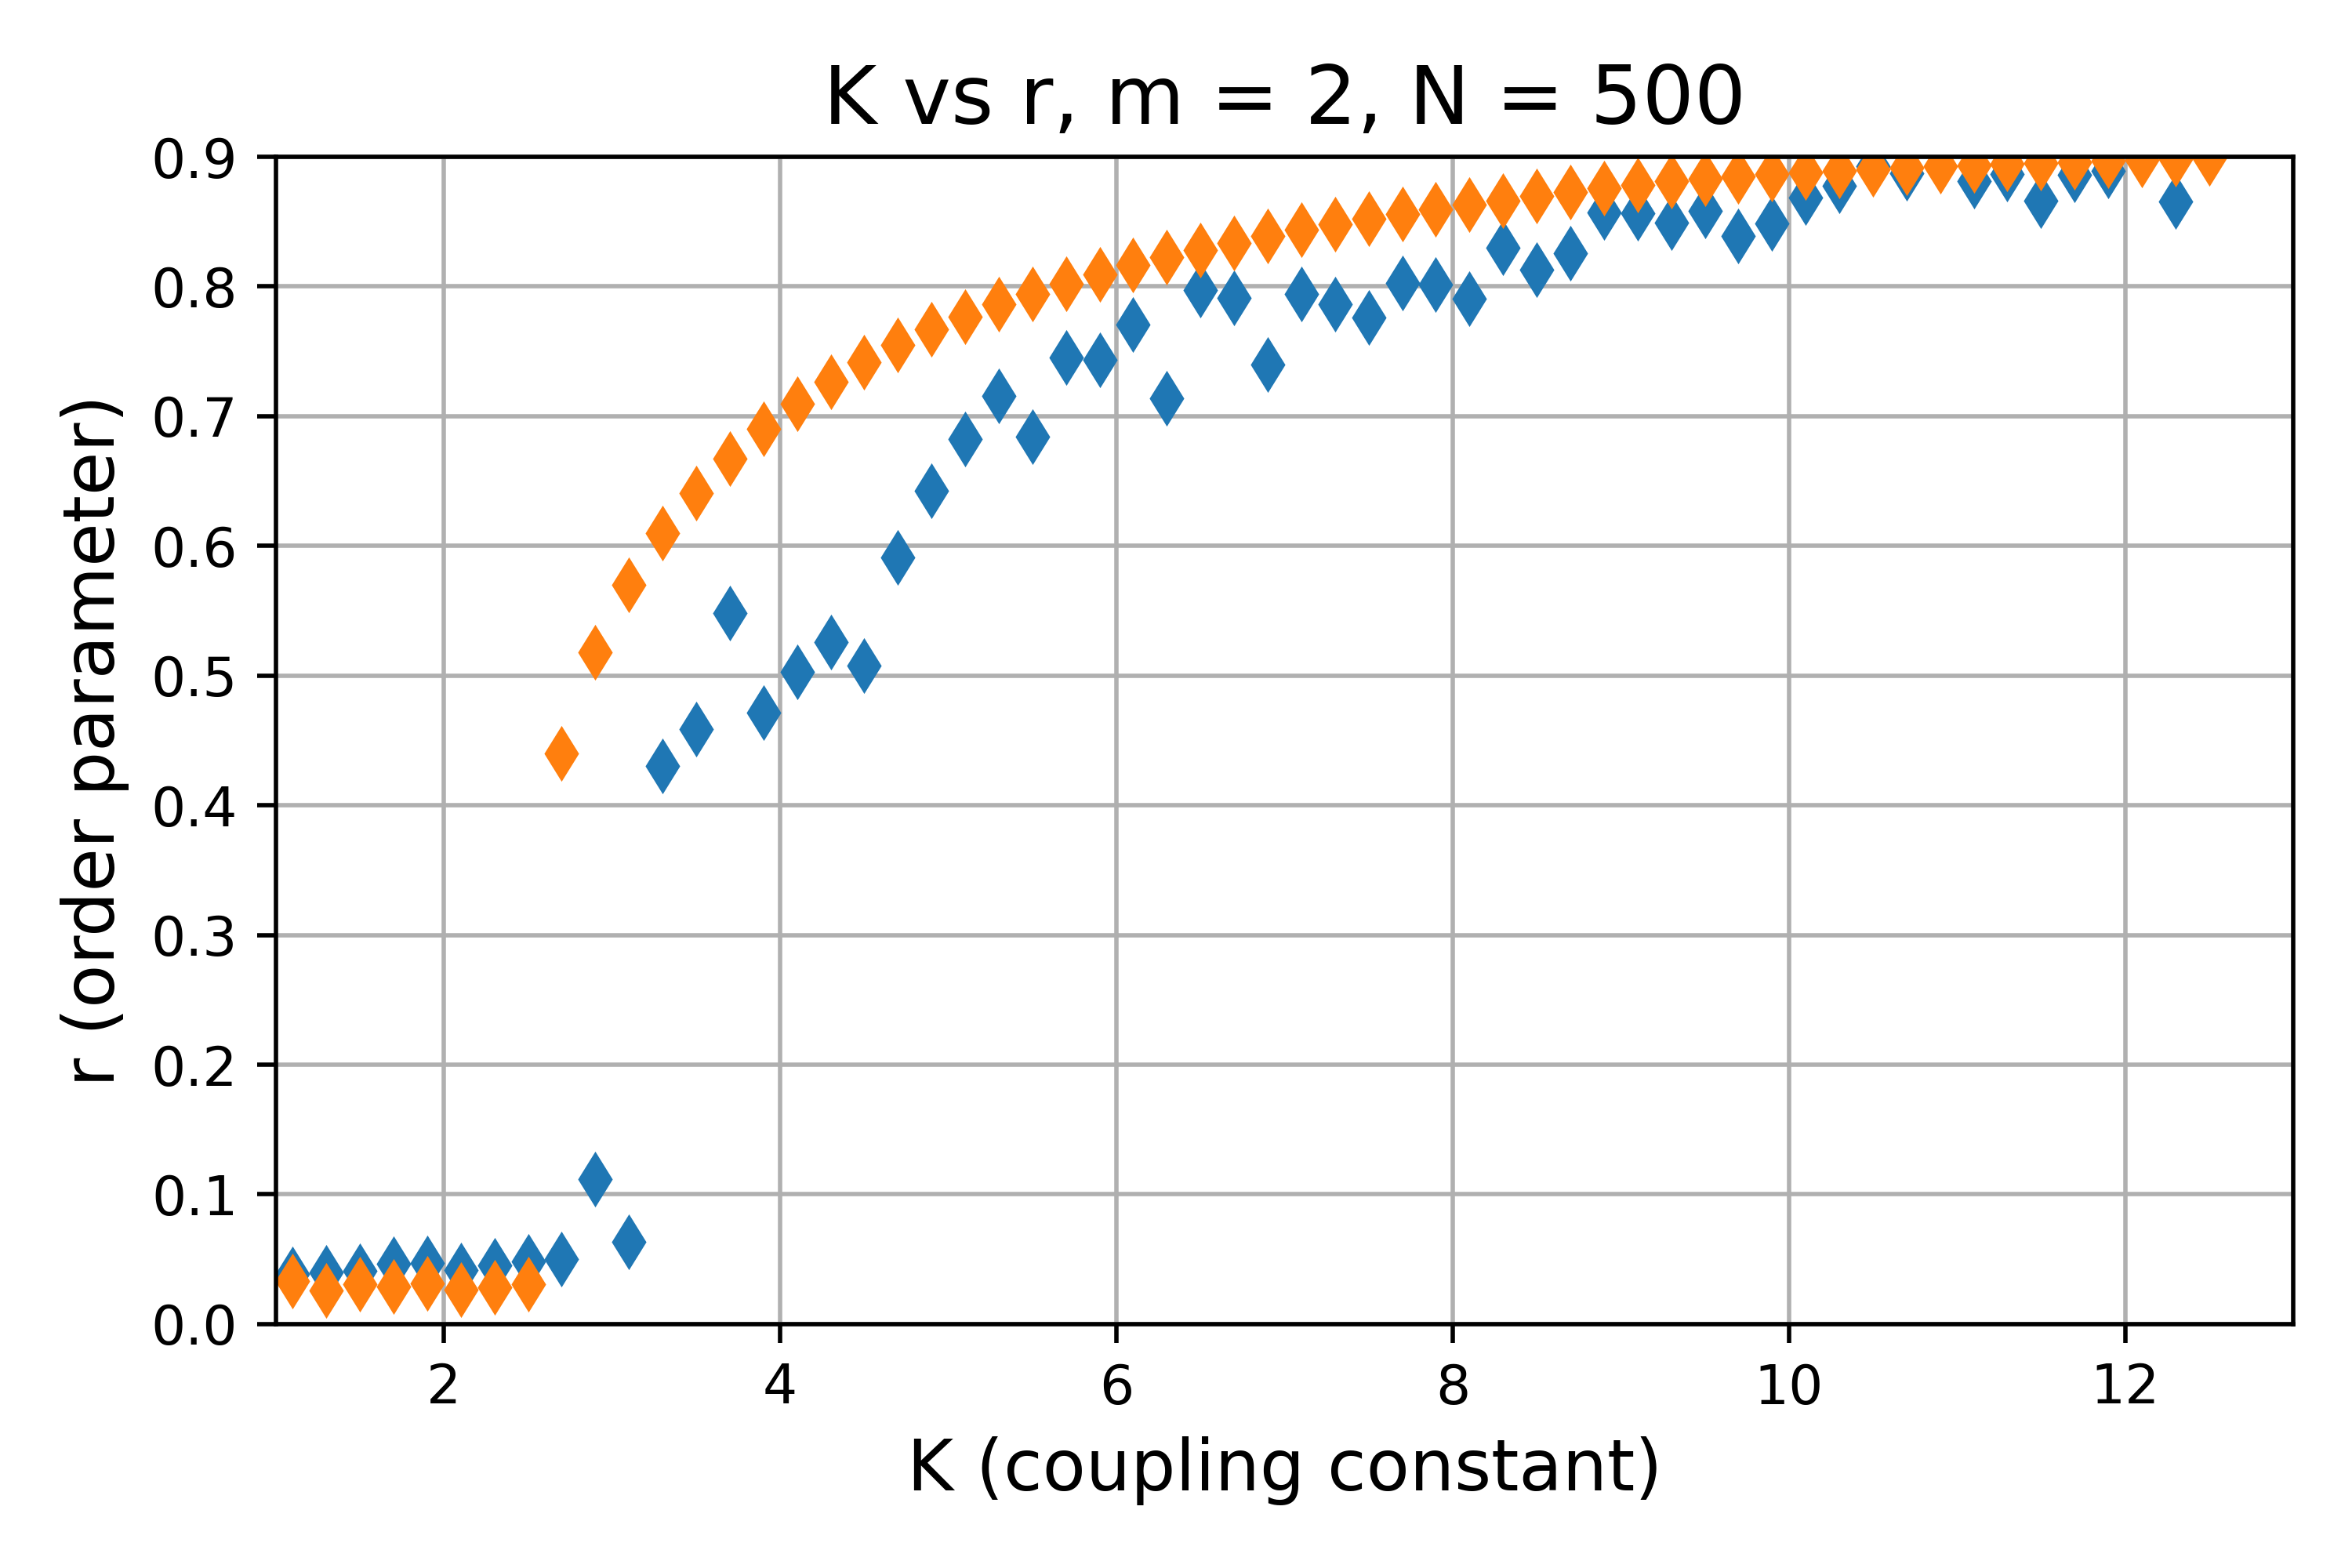 K vs r, m = 2, N = 500
0.9
0.8
0.7
0.6
0.5
0.4
0.3
0.2
0.1
0.0
r (order parameter)
2 4 6 8 10 12
K (coupling constant)